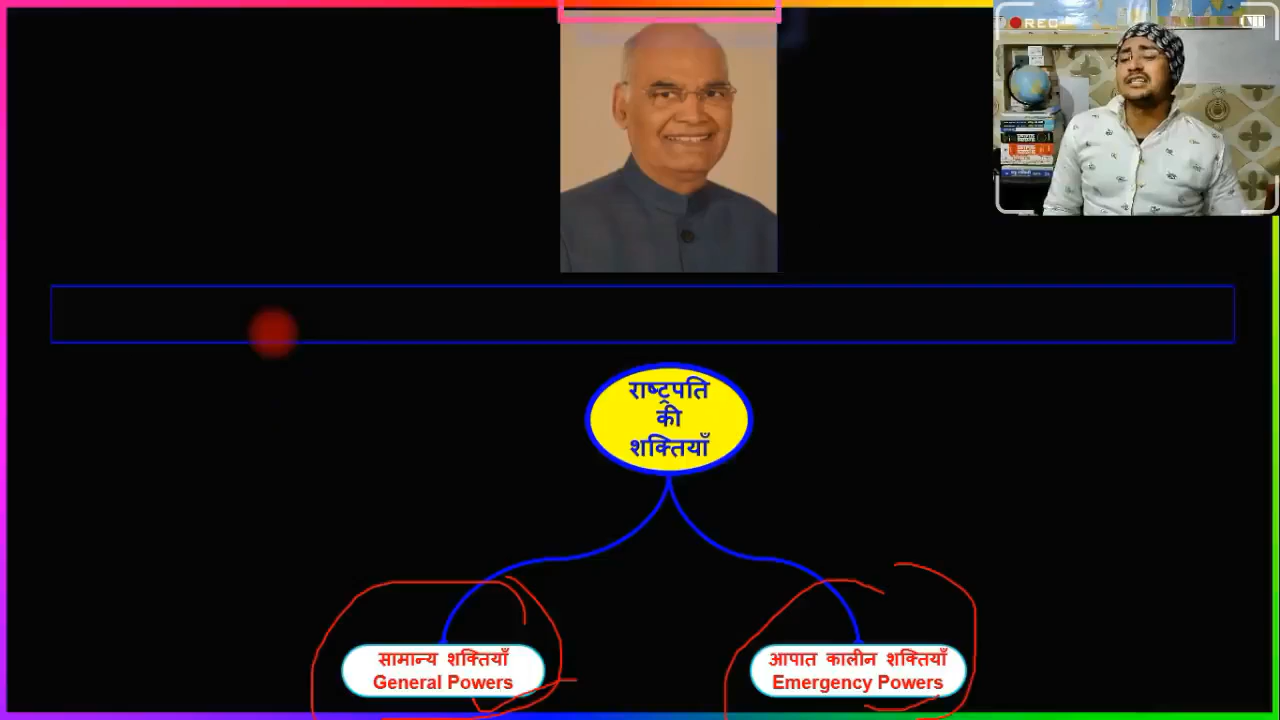 REC
राष्ट्रपति
की
शक्तियाँ
सामान्य शक्तियाँ
General Powers
आपात कालीन शक्तियाँ
Emergency Powers